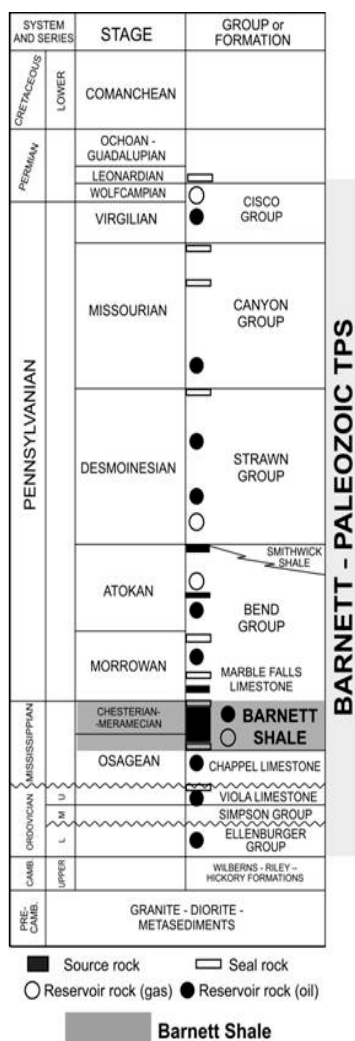 SYSTEM
AND SERIES
STAGE
GROUP or
FORMATION
CRETACEOUS
LOWER
COMANCHEAN
PERMIAN
OCHOAN -
GUADALUPIAN
LEONARDIAN
WOLFCAMPIAN
CISCO
GROUP
PENNSYLVANIAN
VIRGILIAN
MISSOURIAN
CANYON
GROUP
DESMOINESIAN
STRAWN
GROUP
SMITHWICK
SHALE
ATOKAN
BEND
GROUP
MORROWAN
MARBLE FALLS
LIMESTONE
MISSISSIPPIAN
CHESTERIAN-
-MERAMECIAN
BARNETT
SHALE
OSAGEAN
CHAPPEL LIMESTONE
ORDOVICIAN
U
VIOLA LIMESTONE
M
SIMPSON GROUP
L
ELLENBURGER
GROUP
CAMB.
UPPER
WILBERNS - RILEY –
HICKORY FORMATIONS
PRE-
CAMB.
GRANITE - DIORITE -
METASEDIMENTS
BARNETT - PALEOZOIC TPS
Source rock
Seal rock
Reservoir rock (gas)
Reservoir rock (oil)
Barnett Shale